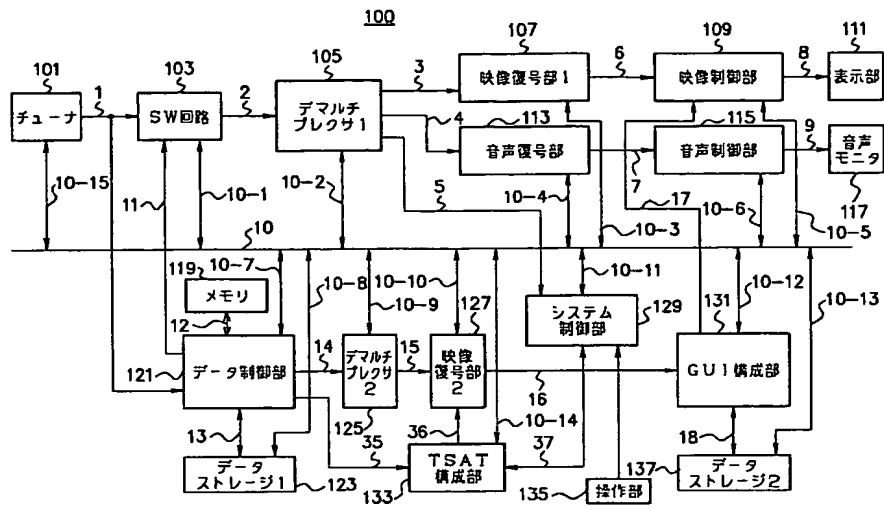 100
101
チューナ
1
103
SW回路
2
105
デマルチ
プレクサ1
3
107
映像復号部1
6
109
映像制御部
8
111
表示部
4
113
音声復号部
7
115
音声制御部
9
音声
モニタ
117
10-15
11
10-1
10-2
5
10-4
10-3
17
10-6
10-5
10
119
メモリ
12
10-7
10-8
10-10
10-9
127
10-11
システム
制御部
129
131
10-12
10-13
121
データ制御部
14
デマルチ
プレクサ
2
125
15
映像
復号部
2
16
GUI構成部
13
35
36
10-14
37
18
データ
ストレージ1
123
TSAT
構成部
133
135
操作部
137
データ
ストレージ2